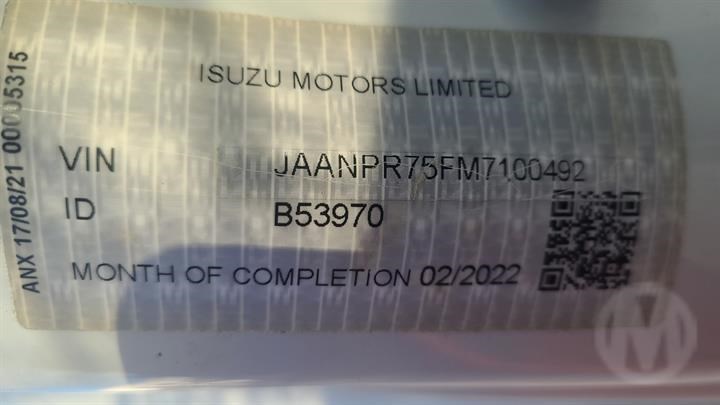 ISUZU MOTORS LIMITED
VIN JAANPR75FM7100492
ID B53970
MONTH OF COMPLETION 02/2022
ANX 17/08/21 00005315
M